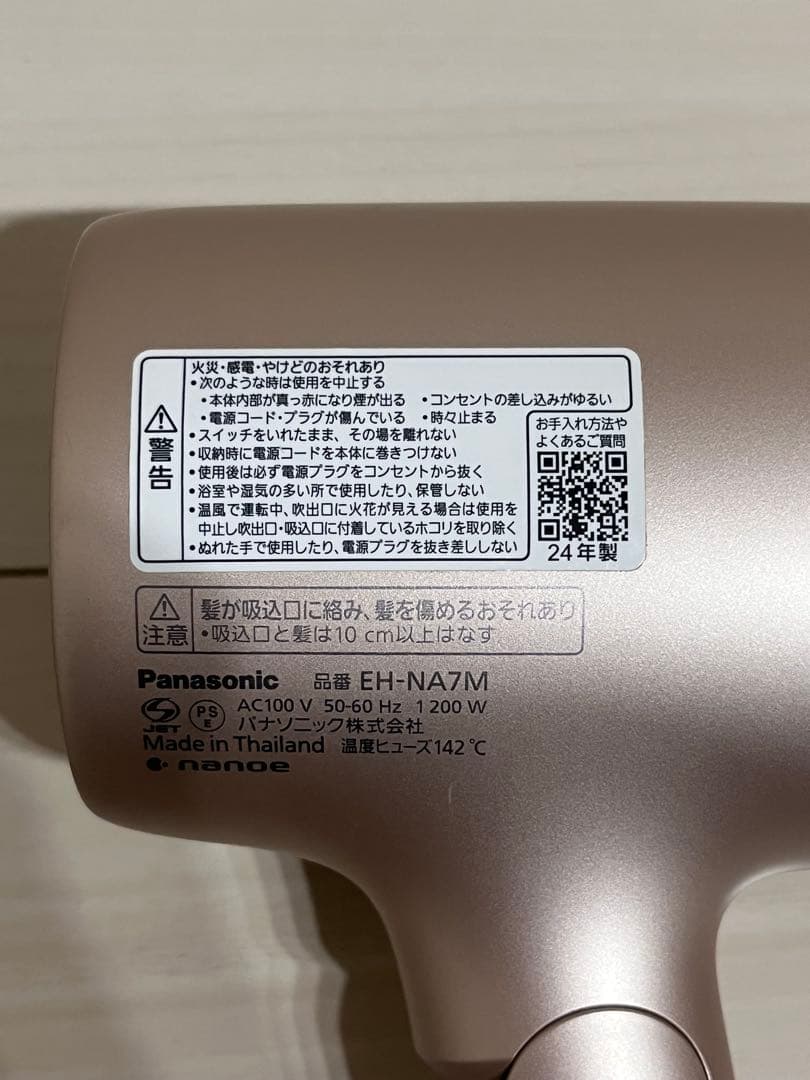 警告
火災・感電・やけどのおそれあり
・次のような時は使用を中止する
・本体内部が真っ赤になり煙が出る ・コンセントの差し込みがゆるい
・電源コード・プラグが傷んでいる ・時々止まる
・スイッチをいれたまま、その場を離れない
・収納時に電源コードを本体に巻きつけない
・使用後は必ず電源プラグをコンセントから抜く
・浴室や湿気の多い所で使用したり、保管しない
・温風で運転中、吹出口に火花が見える場合は使用を
中止し吹出口・吸込口に付着しているホコリを取り除く
・ぬれた手で使用したり、電源プラグを抜き差ししない
お手入れ方法や
よくあるご質問
24年製
注意
髪が吸込口に絡み、髪を傷めるおそれあり
・吸込口と髪は10 cm以上はなす
Panasonic 品番 EH-NA7M
JET PS E AC100 V 50-60 Hz 1 200 W
パナソニック株式会社
Made in Thailand 温度ヒューズ142 ℃
nanoe